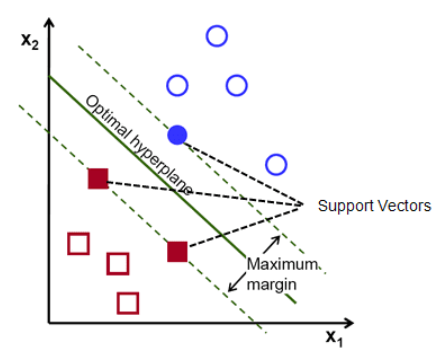 x2
Optimal hyperplane
Support Vectors
Maximum
margin
x1